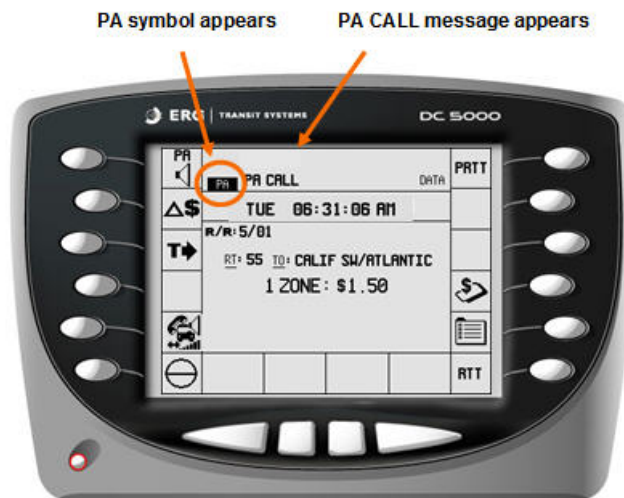 PA symbol appears PA CALL message appears
ERG TRANSIT SYSTEMS DC 5000
PA PRTT
PA PA CALL DATA
△$ TUE 06:31:06 AM
R/R: 5/01
T RT: 55 TO: CALIF SW/ATLANTIC
1 ZONE: $1.50 $
RTT